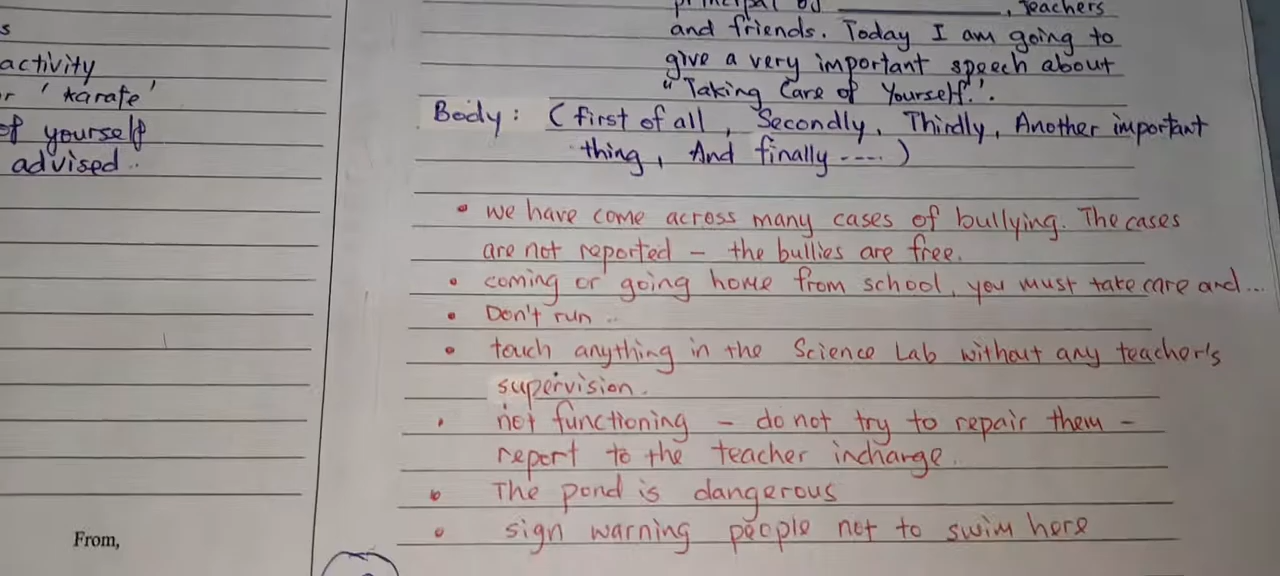 s
activity
or 'karate'
of yourself
advised.
From,
principal by __________, Teachers
and friends. Today I am going to
give a very important speech about
"Taking Care of Yourself.".
Body: (first of all, Secondly, Thirdly, Another important
thing, And finally ---- )
• we have come across many cases of bullying. The cases
are not reported – the bullies are free.
• coming or going home from school, you must take care and...
• Don't run ..
• touch anything in the Science Lab without any teacher's
supervision.
• not functioning – do not try to repair them –
report to the teacher incharge.
• The pond is dangerous
• sign warning people not to swim here